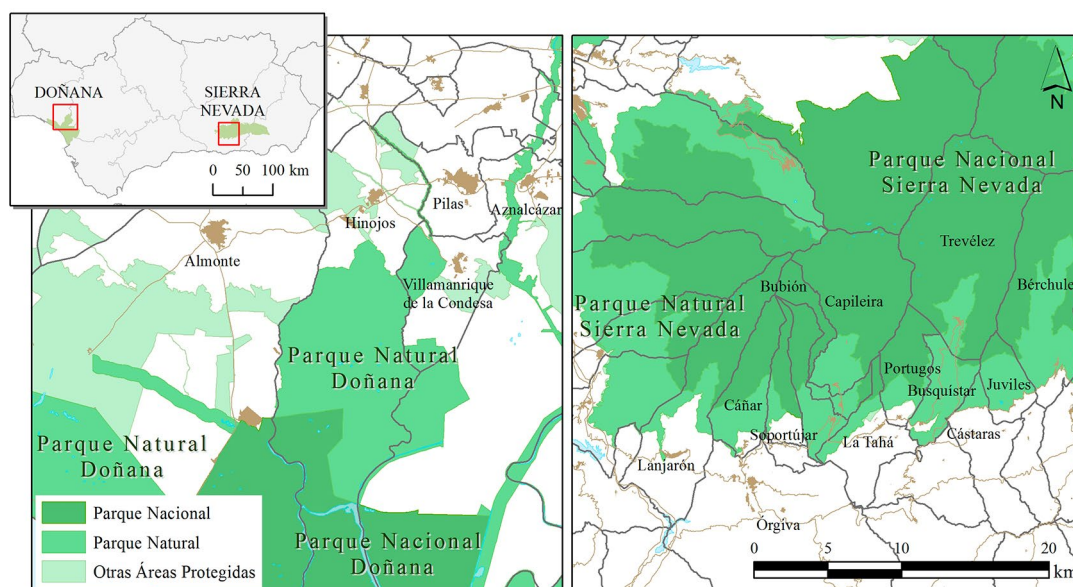 DOÑANA
SIERRA
NEVADA
0 50 100 km
Almonte
Hinojos
Pilas
Aznalcázar
Villamanrique
de la Condesa
Parque Natural
Doñana
Parque Natural
Doñana
Parque Nacional
Doñana
Parque Nacional
Parque Natural
Otras Áreas Protegidas
N
Parque Nacional
Sierra Nevada
Trevélez
Bérchule
Bubión
Capileira
Parque Natural
Sierra Nevada
Portugos
Busquístar
Juviles
Cáñar
Soportújar
La Tahá
Cástaras
Lanjarón
Orgíva
0 5 10 20
km